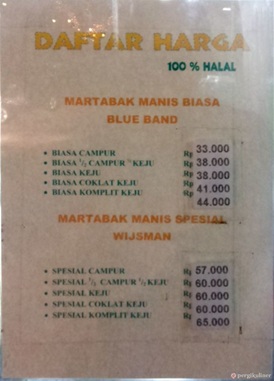 DAFTAR HARGA
100 % HALAL
MARTABAK MANIS BIASA
BLUE BAND
• BIASA CAMPUR Rp 33.000
• BIASA 1/2 CAMPUR 1/2 KEJU Rp 38.000
• BIASA KEJU Rp 38.000
• BIASA COKLAT KEJU Rp 41.000
• BIASA KOMPLIT KEJU Rp 44.000
MARTABAK MANIS SPESIAL
WIJSMAN
• SPESIAL CAMPUR Rp 57.000
• SPESIAL 1/2 CAMPUR 1/2 KEJU Rp 60.000
• SPESIAL KEJU Rp 60.000
• SPESIAL COKLAT KEJU Rp 60.000
• SPESIAL KOMPLIT KEJU Rp 65.000
pergikuliner